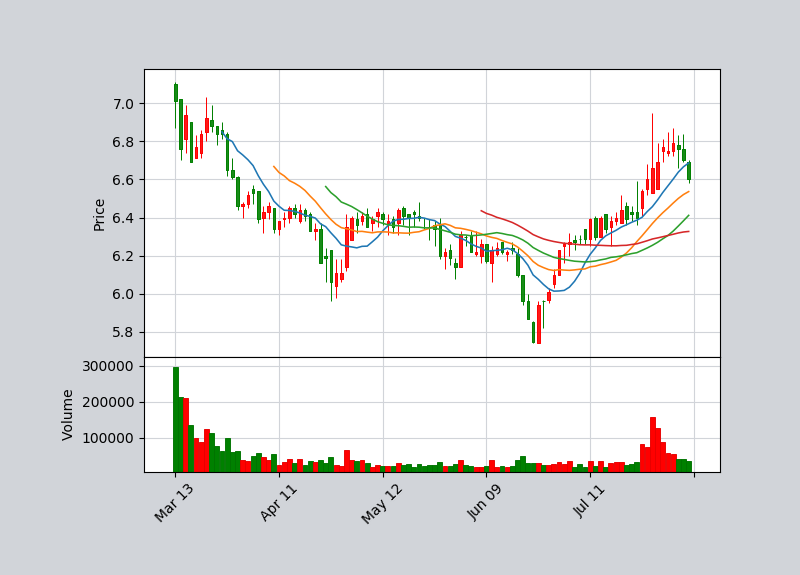 7.0
6.8
6.6
6.4
6.2
6.0
5.8
Price
300000
200000
100000
Volume
Mar 13
Apr 11
May 12
Jun 09
Jul 11